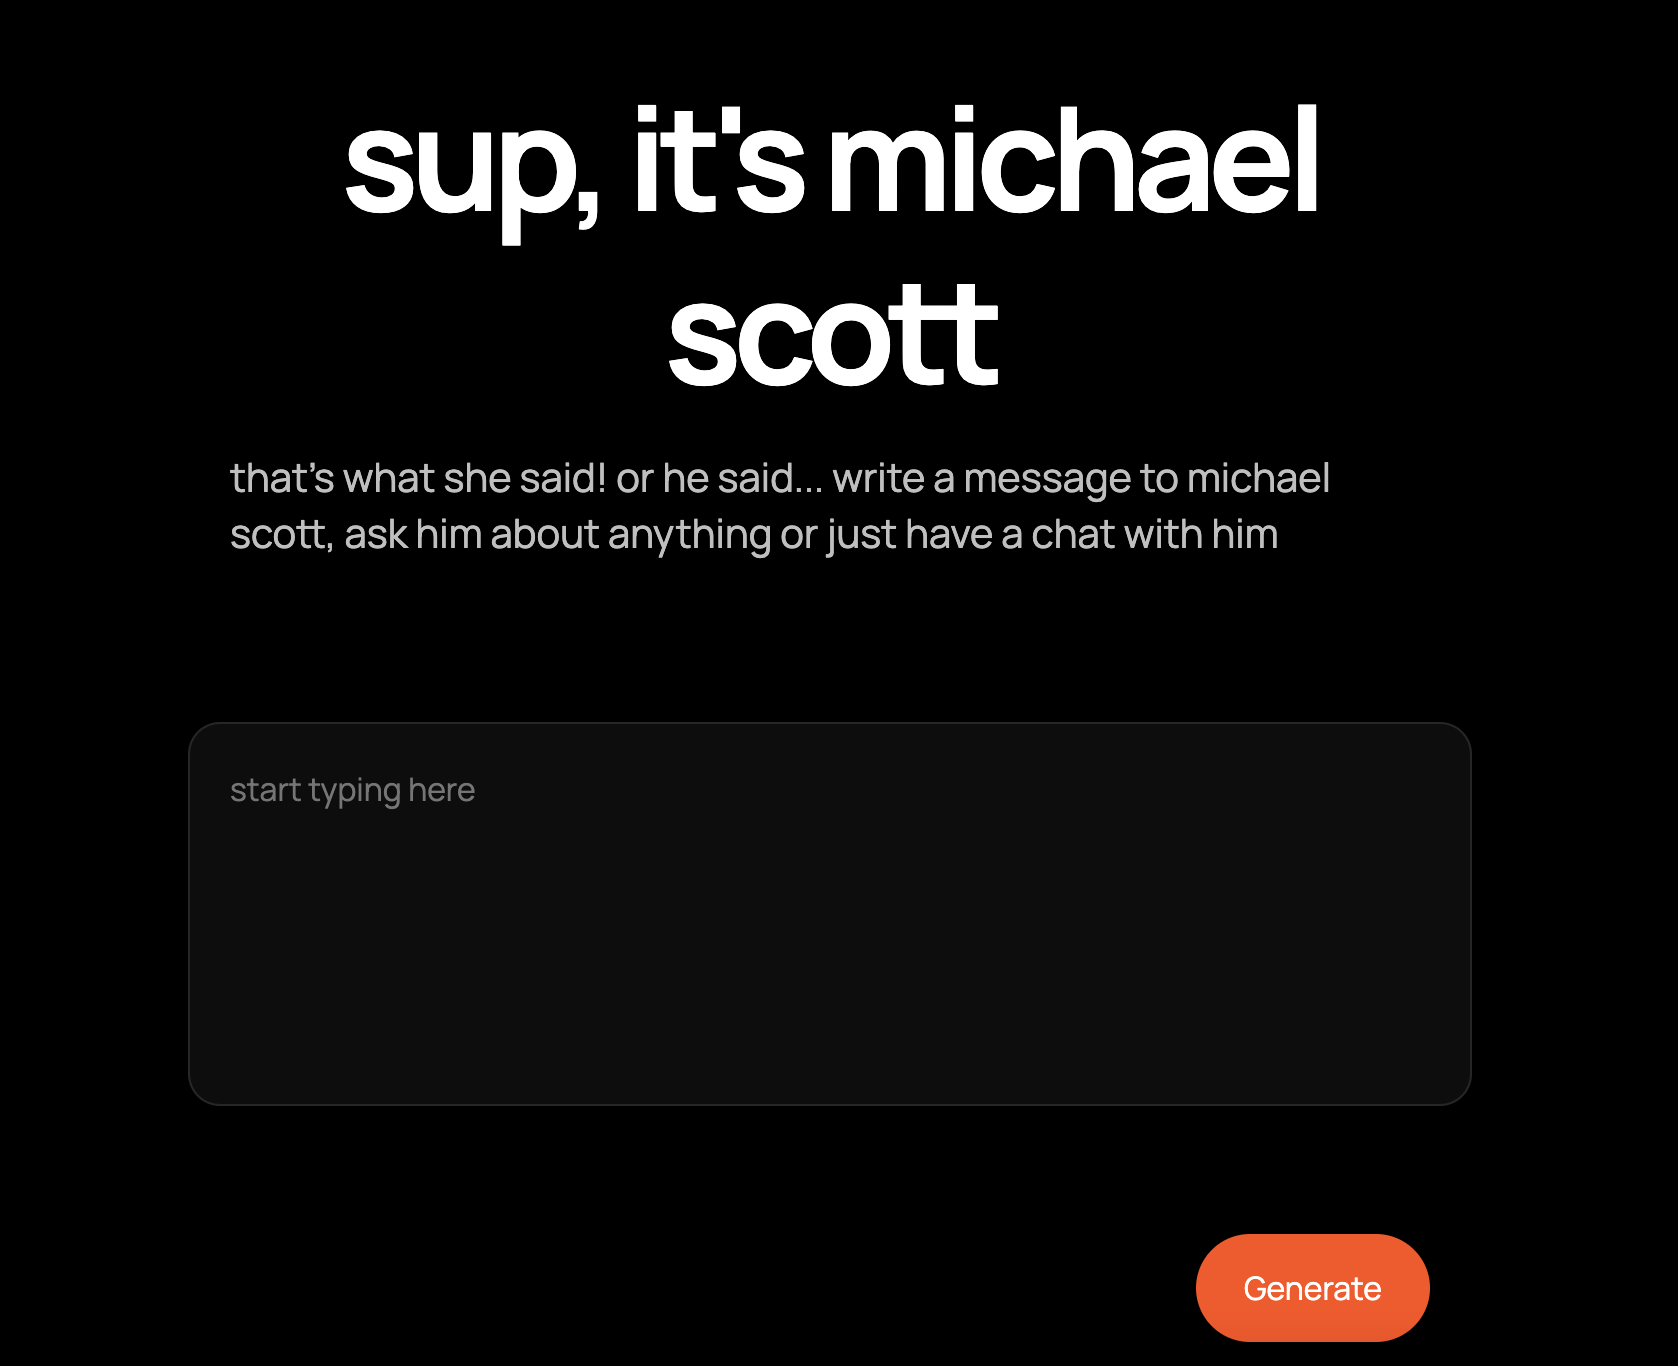 sup, it's michael
scott
that’s what she said! or he said... write a message to michael
scott, ask him about anything or just have a chat with him
start typing here
Generate